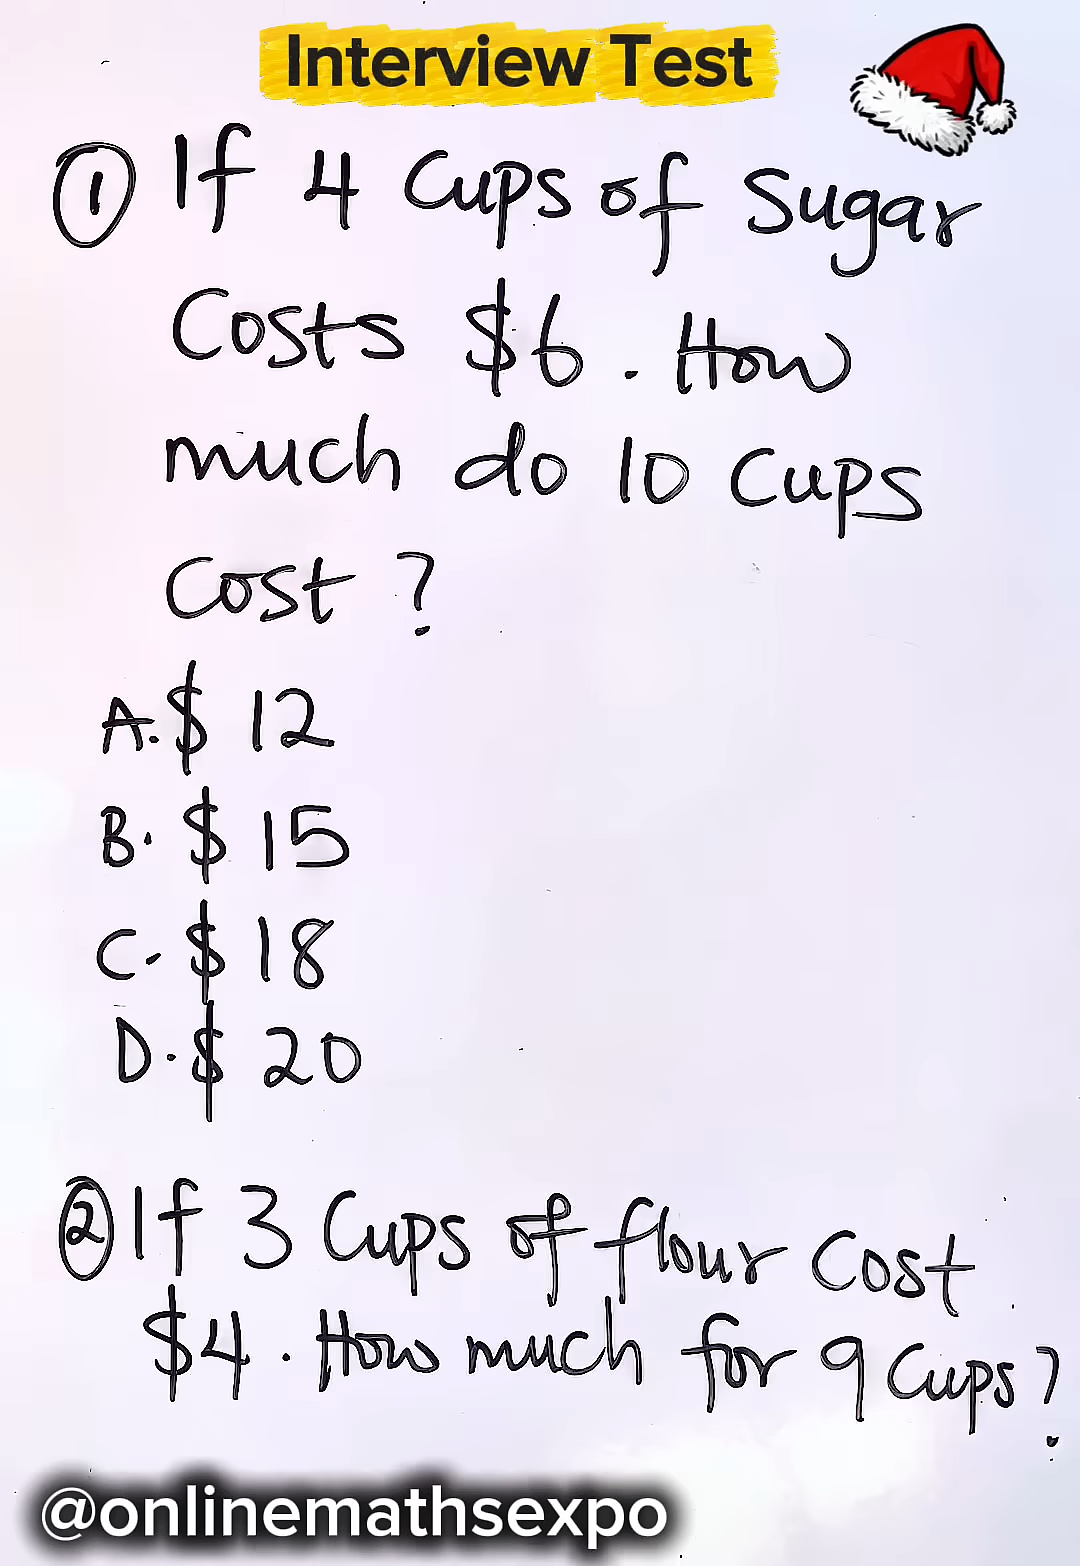 Interview Test
① If 4 Cups of Sugar
Costs $6. How
much do 10 Cups
Cost ?
A. $ 12
B. $ 15
C. $ 18
D. $ 20
② If 3 Cups of flour Cost
$4. How much for 9 Cups?
@onlinemathsexpo